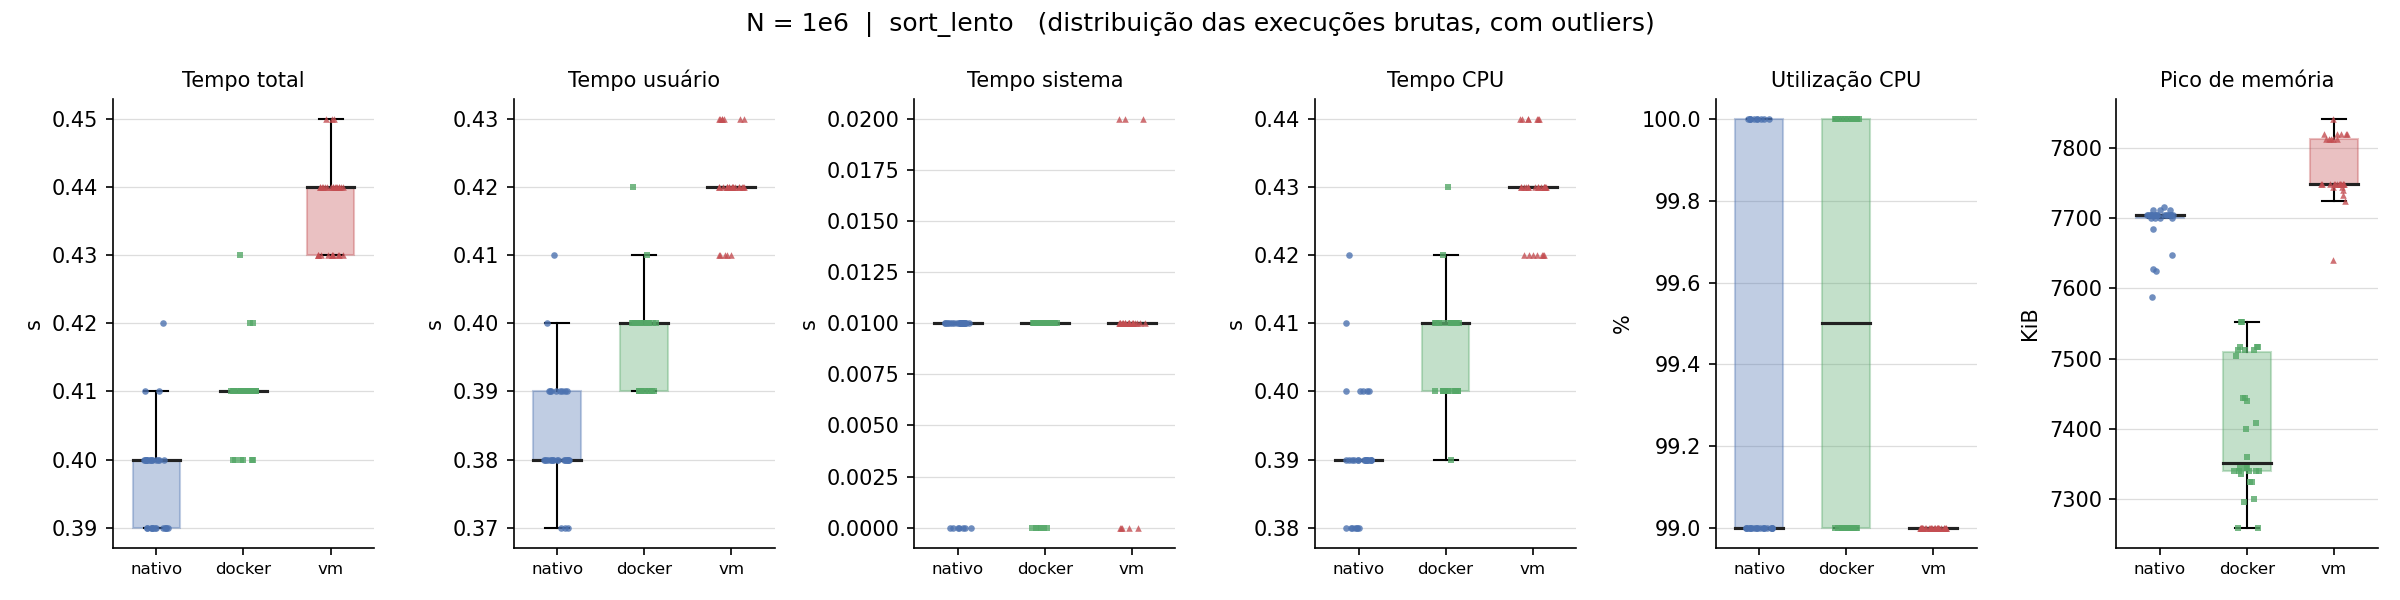 N = 1e6 | sort_lento (distribuição das execuções brutas, com outliers)
Tempo total
0.45
0.44
0.43
0.42
0.41
0.40
0.39
s
nativo docker vm
Tempo usuário
0.43
0.42
0.41
0.40
0.39
0.38
0.37
s
nativo docker vm
Tempo sistema
0.0200
0.0175
0.0150
0.0125
0.0100
0.0075
0.0050
0.0025
0.0000
s
nativo docker vm
Tempo CPU
0.44
0.43
0.42
0.41
0.40
0.39
0.38
s
nativo docker vm
Utilização CPU
100.0
99.8
99.6
99.4
99.2
99.0
%
nativo docker vm
Pico de memória
7800
7700
7600
7500
7400
7300
KiB
nativo docker vm